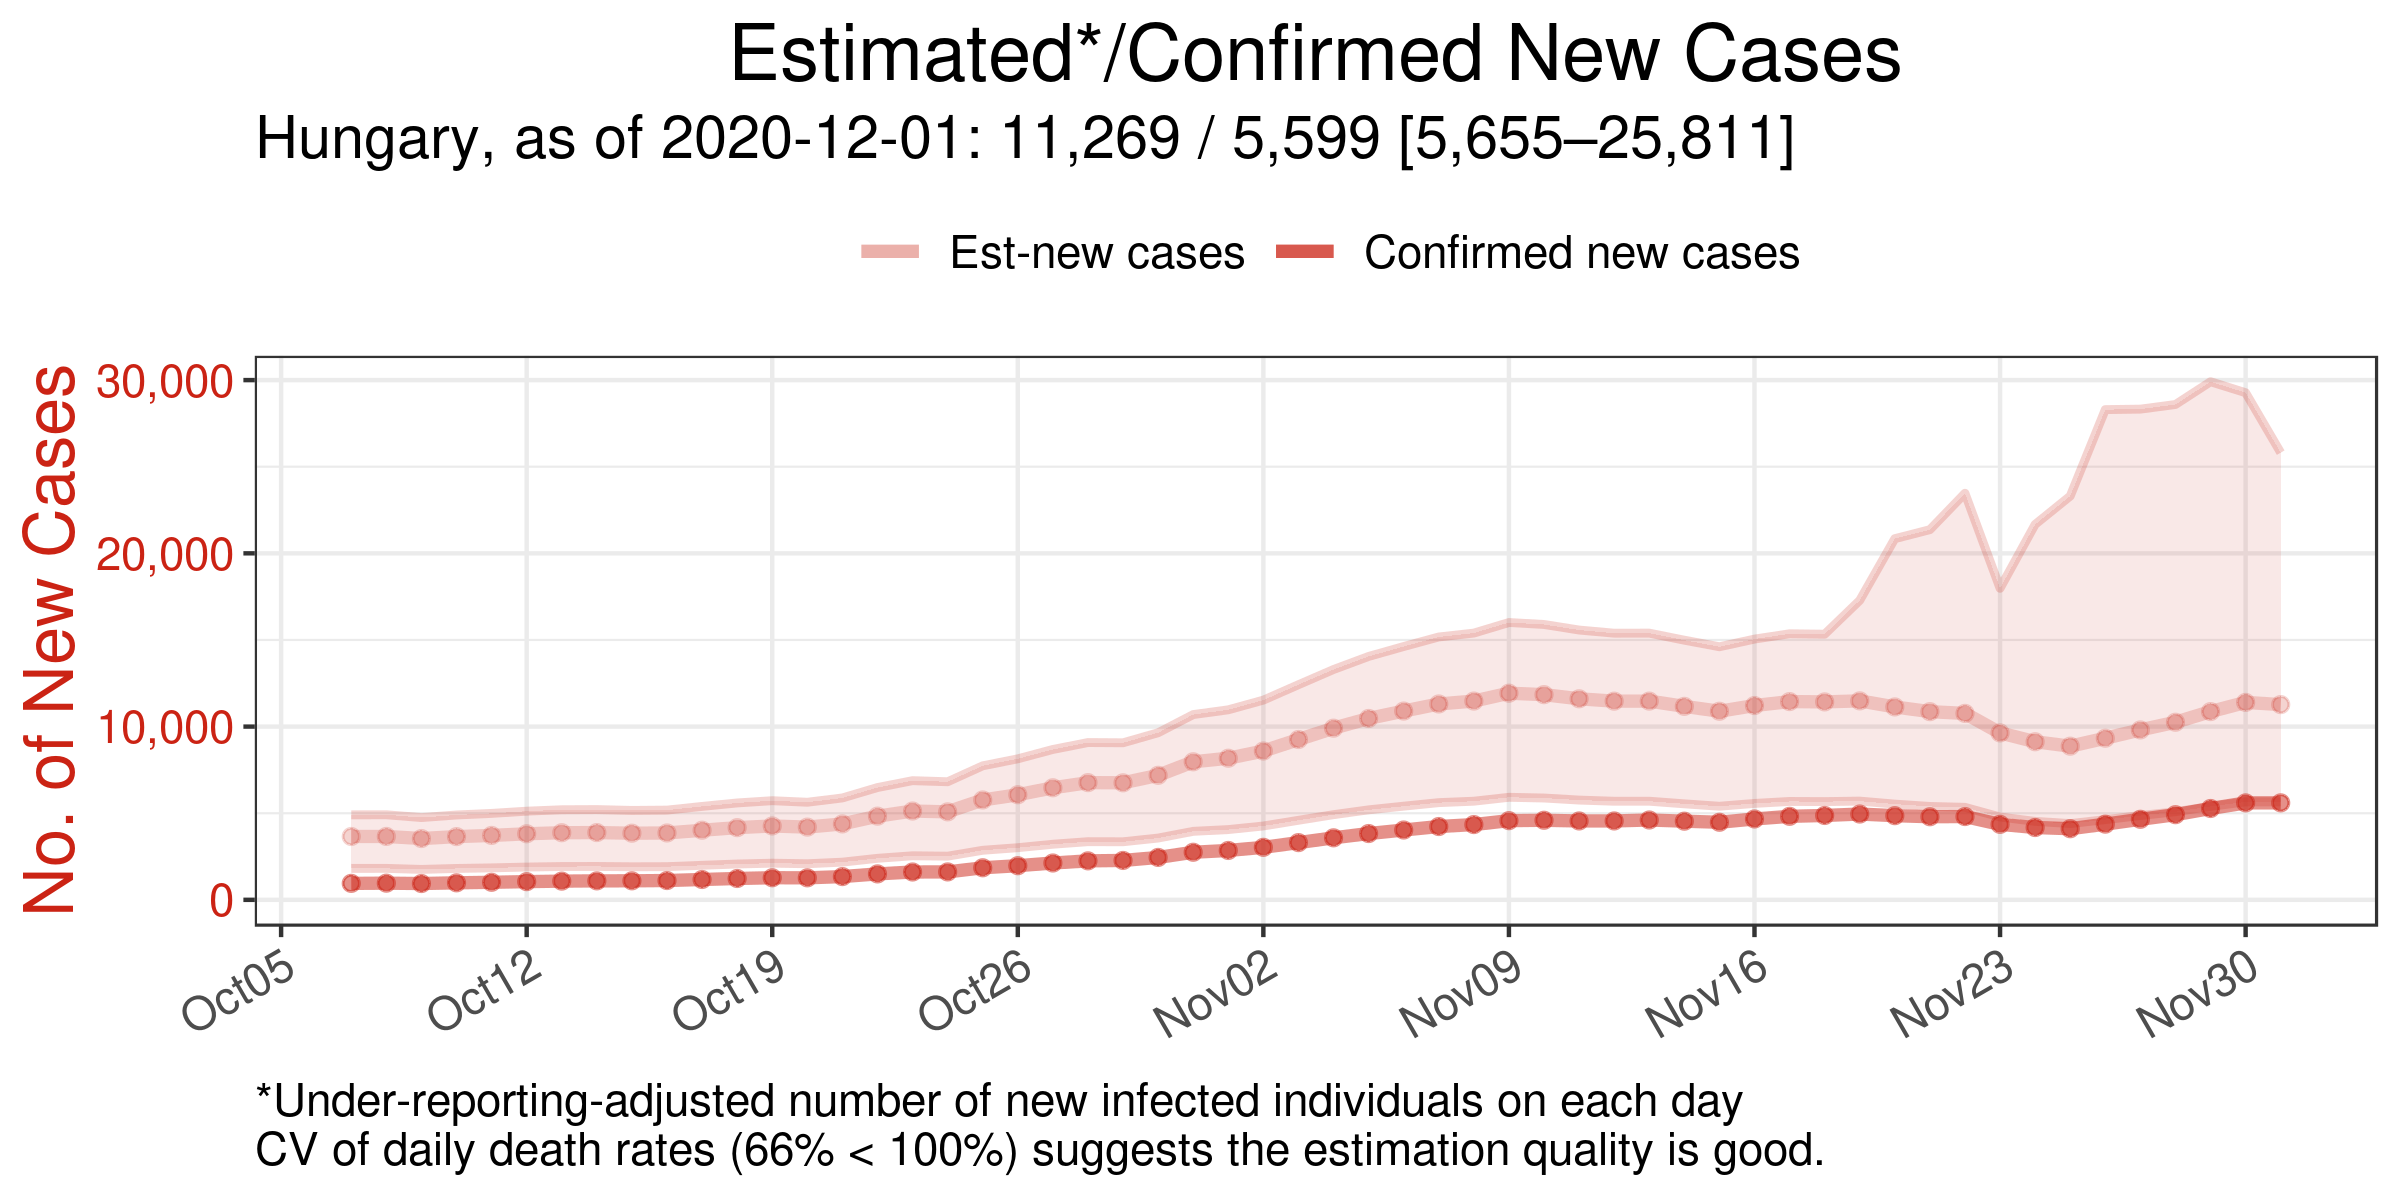 Estimated*/Confirmed New Cases
Hungary, as of 2020-12-01: 11,269 / 5,599 [5,655–25,811]
Est-new cases
Confirmed new cases
No. of New Cases
30,000
20,000
10,000
0
Oct05
Oct12
Oct19
Oct26
Nov02
Nov09
Nov16
Nov23
Nov30
*Under-reporting-adjusted number of new infected individuals on each day
CV of daily death rates (66% < 100%) suggests the estimation quality is good.